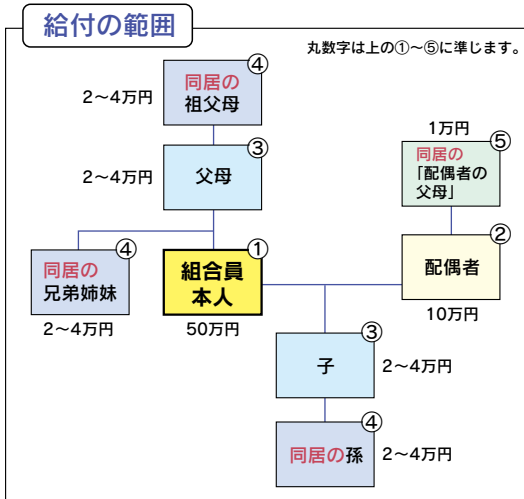 給付の範囲
丸数字は上の①〜⑤に準じます。
④
同居の
祖父母
2〜4万円
③
父母
2〜4万円
1万円
⑤
同居の
「配偶者の
父母」
④
同居の
兄弟姉妹
2〜4万円
①
組合員
本人
50万円
②
配偶者
10万円
③
子
2〜4万円
④
同居の孫
2〜4万円